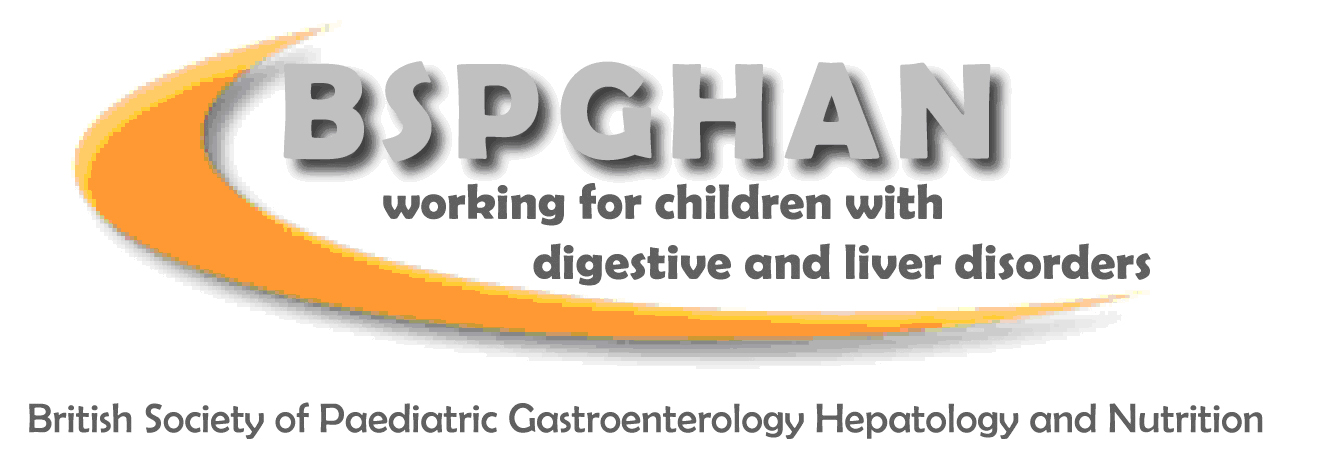 BSPGHAN
working for children with
digestive and liver disorders
British Society of Paediatric Gastroenterology Hepatology and Nutrition